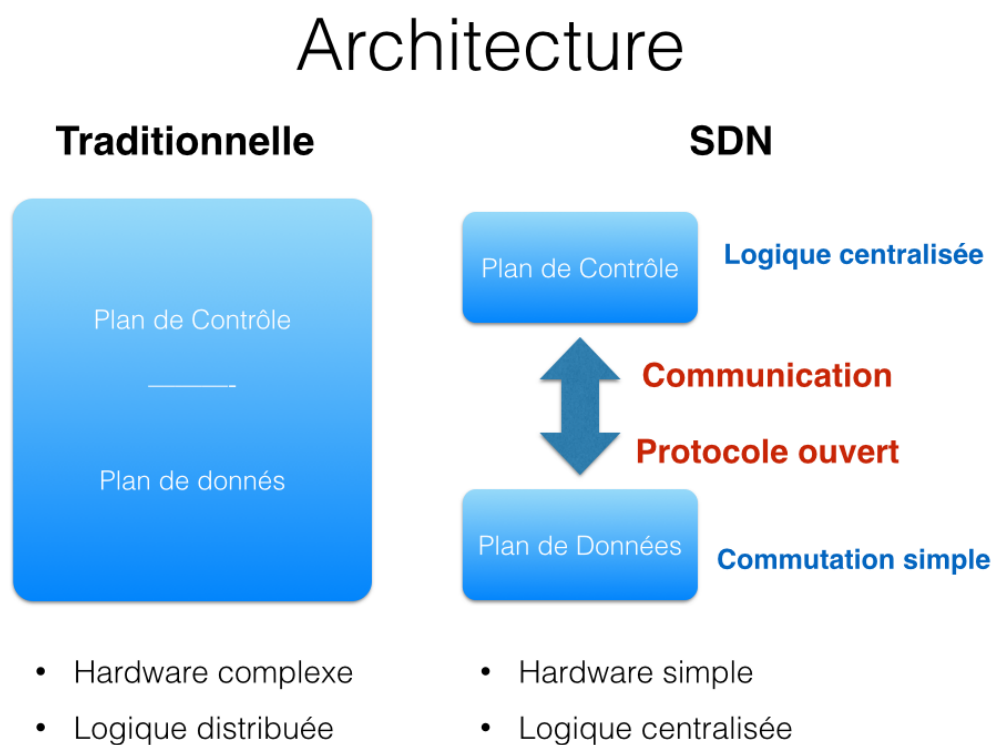 Architecture
Traditionnelle
Plan de Contrôle
Plan de donnés
• Hardware complexe
• Logique distribuée
SDN
Plan de Contrôle
Logique centralisée
Communication
Protocole ouvert
Plan de Données
Commutation simple
• Hardware simple
• Logique centralisée